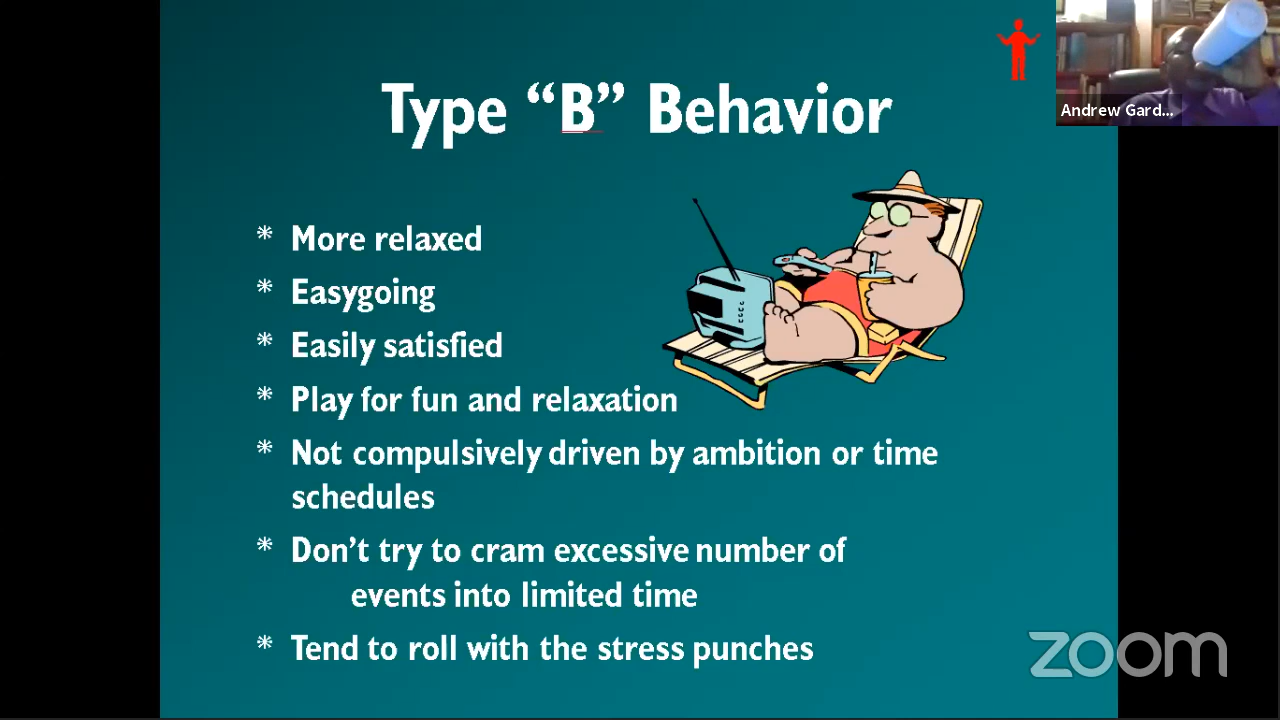 Andrew Gard...
Type “B” Behavior
* More relaxed
* Easygoing
* Easily satisfied
* Play for fun and relaxation
* Not compulsively driven by ambition or time
schedules
* Don’t try to cram excessive number of
events into limited time
* Tend to roll with the stress punches
zoom